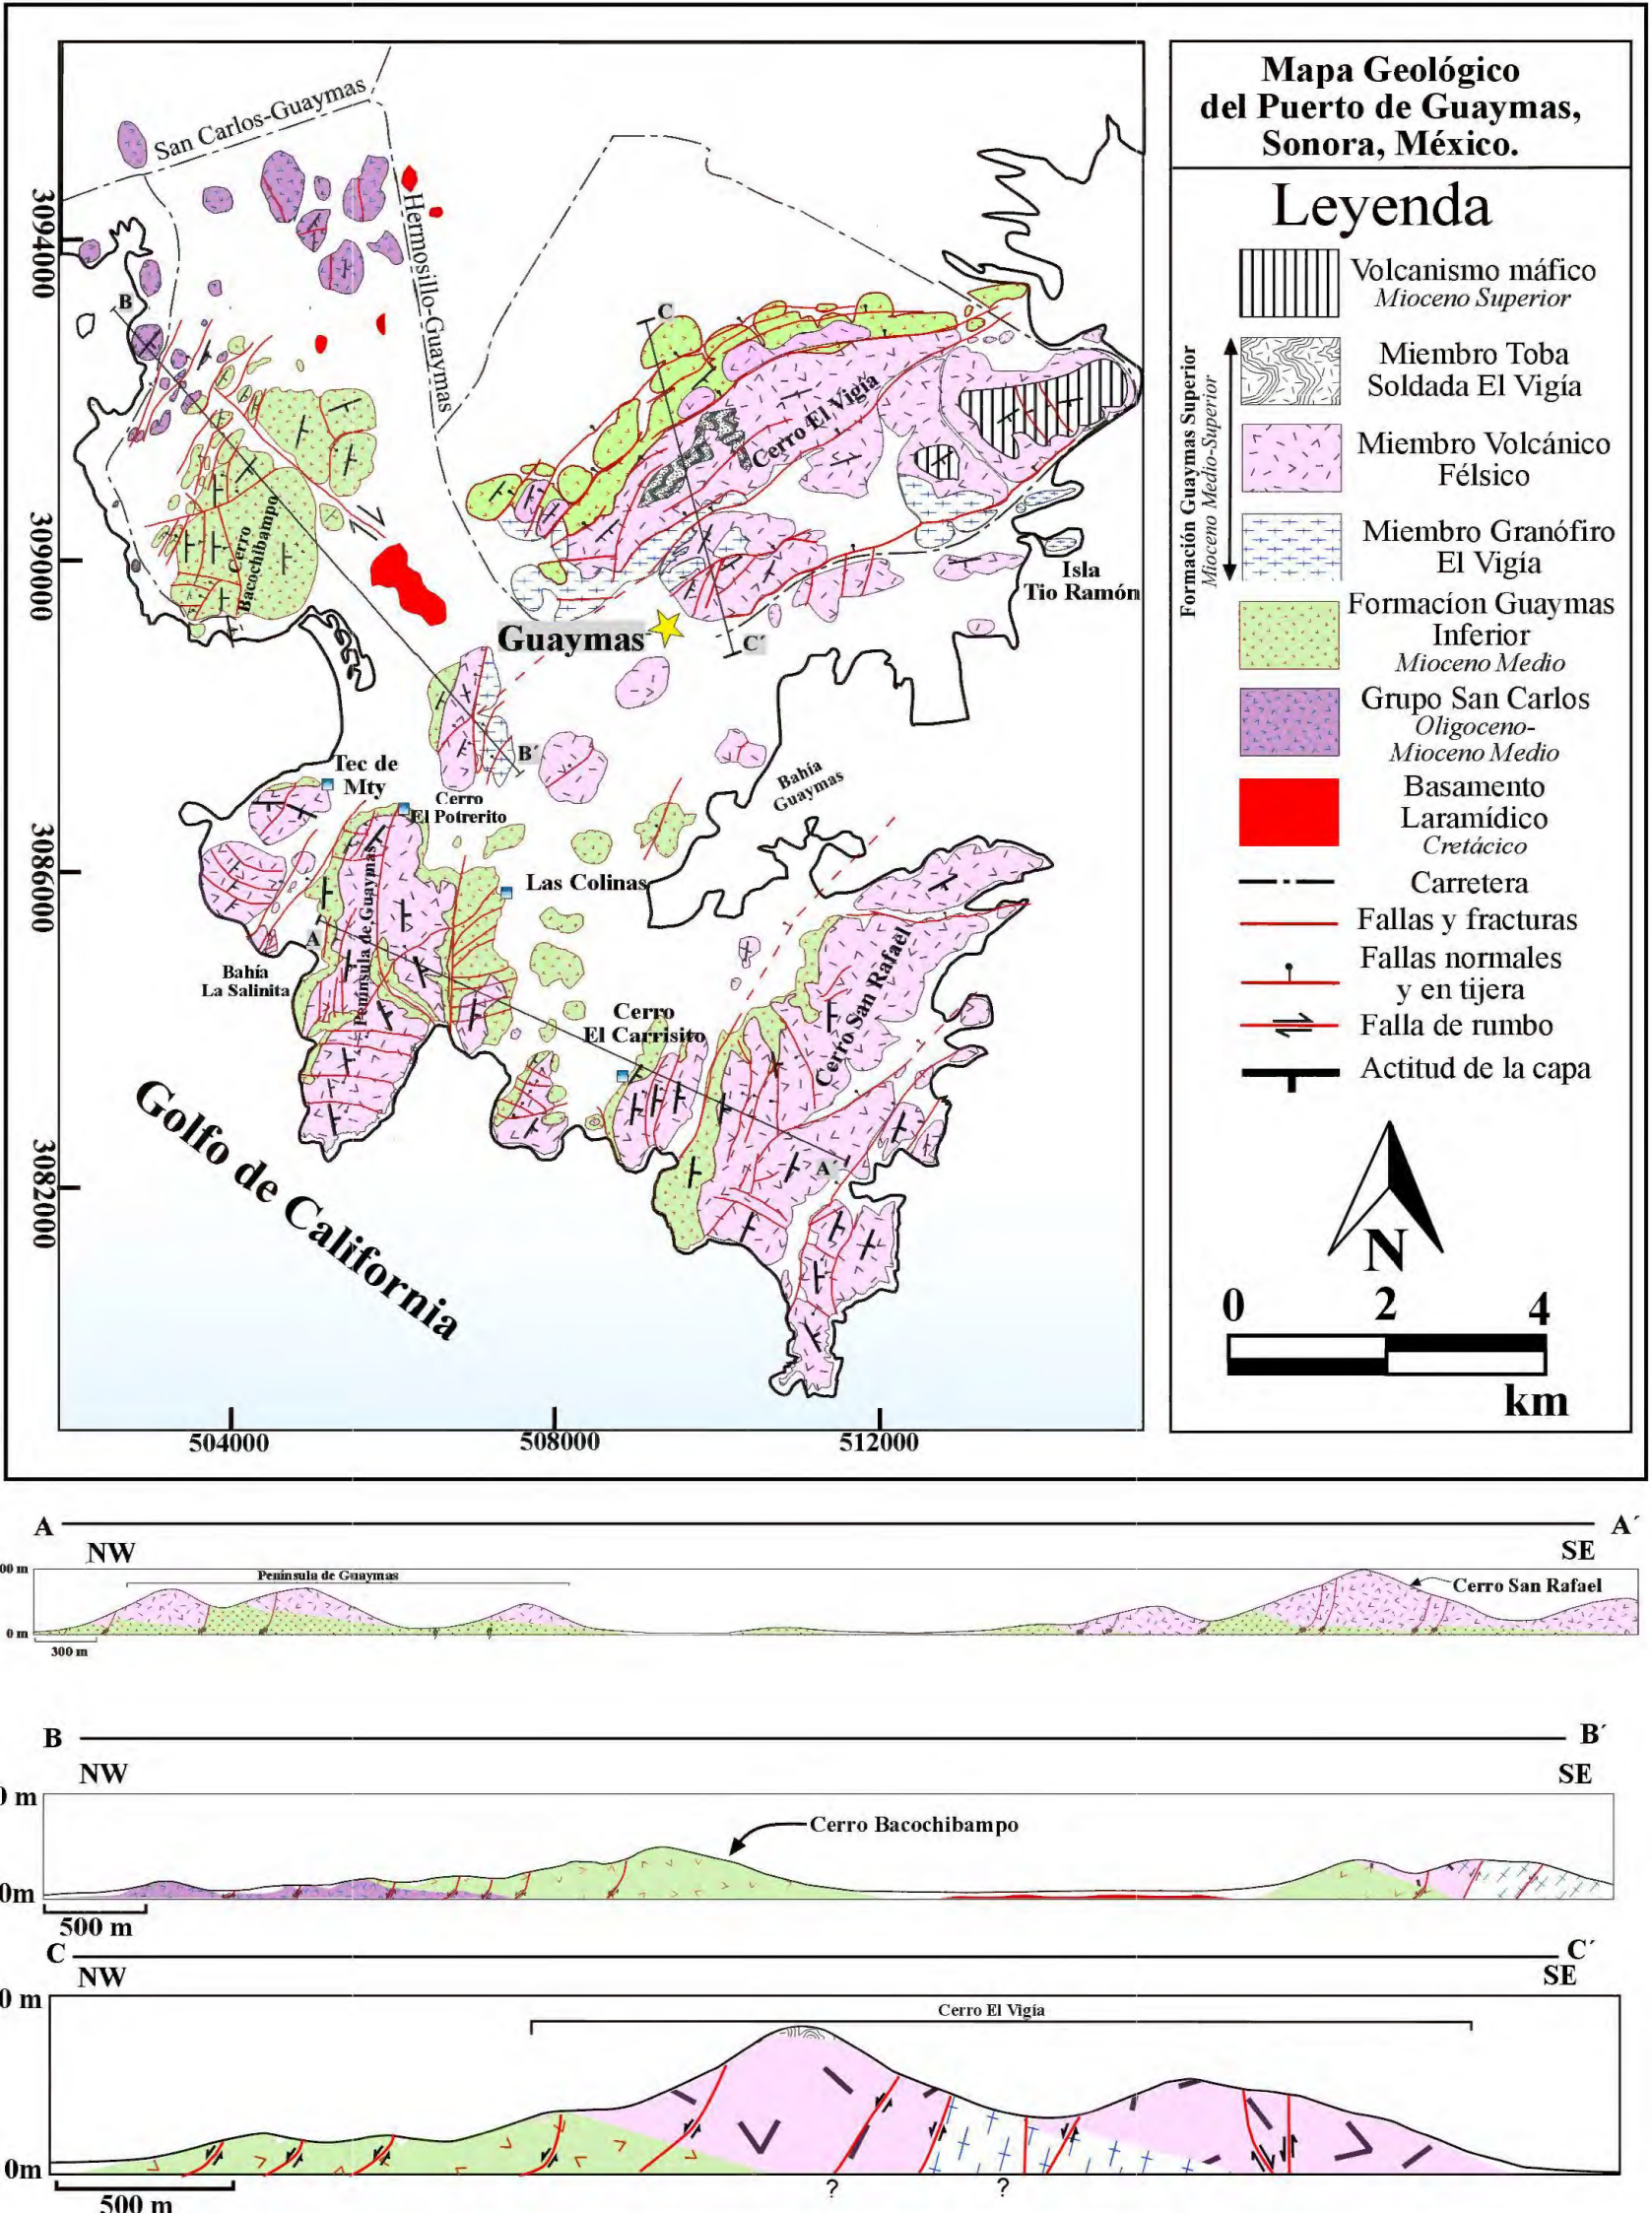 Mapa Geológico
del Puerto de Guaymas,
Sonora, México.
Leyenda
Volcanismo máfico
Mioceno Superior
Formación Guaymas Superior
Mioceno Medio-Superior
Miembro Toba
Soldada El Vigía
Miembro Volcánico
Félsico
Miembro Granófiro
El Vigía
Formacíon Guaymas
Inferior
Mioceno Medio
Grupo San Carlos
Oligoceno-
Mioceno Medio
Basamento
Laramídico
Cretácico
Carretera
Fallas y fracturas
Fallas normales
y en tijera
Falla de rumbo
Actitud de la capa
N
0 2 4
km
San Carlos-Guaymas
Hermosillo-Guaymas
3094000
3090000
3086000
3082000
504000
508000
512000
B
C
Cerro El Vigía
Cerro
Bacochibampo
Isla
Tio Ramón
Guaymas
C´
B´
Tec de
Mty
Cerro
El Potrerito
Bahía
Guaymas
Península de Guaymas
Las Colinas
A
Bahía
La Salinita
Cerro San Rafael
Cerro
El Carrisito
A´
Golfo de California
A
A´
NW
SE
00 m
Península de Guaymas
Cerro San Rafael
0 m
300 m
B
B´
NW
SE
0 m
Cerro Bacochibampo
0m
500 m
C
C´
NW
SE
0 m
Cerro El Vigía
0m
500 m
? ?